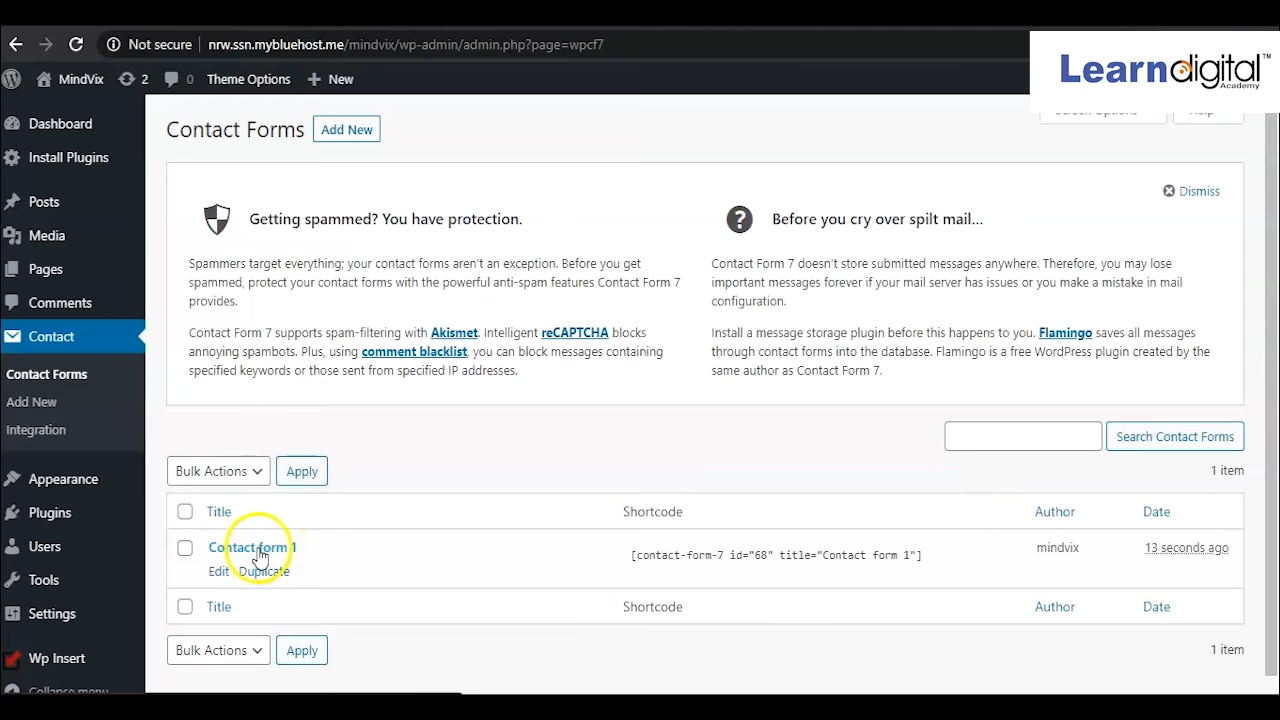 Not secure nrw.ssn.mybluehost.me/mindvix/wp-admin/admin.php?page=wpcf7
Learndigital™
Academy
MindVix 2 0 Theme Options New
Dashboard
Install Plugins
Posts
Media
Pages
Comments
Contact
Contact Forms
Add New
Integration
Appearance
Plugins
Users
Tools
Settings
Wp Insert
Collapse menu
Contact Forms Add New
Screen Options Help
Dismiss
Getting spammed? You have protection.
Spammers target everything; your contact forms aren't an exception. Before you get
spammed, protect your contact forms with the powerful anti-spam features Contact Form 7
provides.
Contact Form 7 supports spam-filtering with Akismet. Intelligent reCAPTCHA blocks
annoying spambots. Plus, using comment blacklist, you can block messages containing
specified keywords or those sent from specified IP addresses.
Before you cry over spilt mail...
Contact Form 7 doesn't store submitted messages anywhere. Therefore, you may lose
important messages forever if your mail server has issues or you make a mistake in mail
configuration.
Install a message storage plugin before this happens to you. Flamingo saves all messages
through contact forms into the database. Flamingo is a free WordPress plugin created by the
same author as Contact Form 7.
Search Contact Forms
Bulk Actions Apply 1 item
Title Shortcode Author Date
Contact form 1 [contact-form-7 id="68" title="Contact form 1"] mindvix 13 seconds ago
Edit | Duplicate
Title Shortcode Author Date
Bulk Actions Apply 1 item